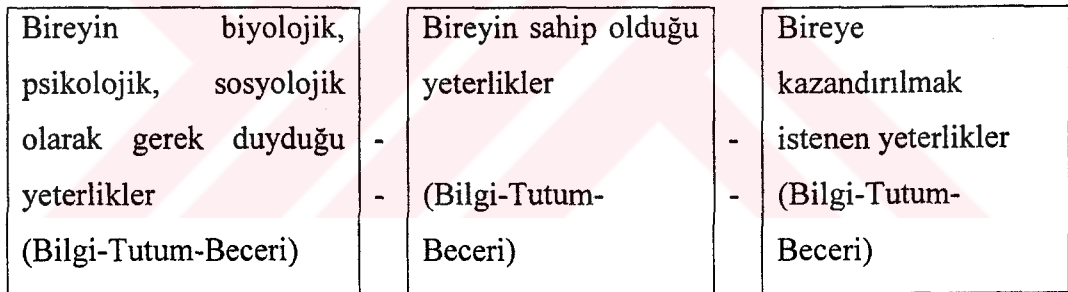 Bireyin biyolojik,
psikolojik, sosyolojik
olarak gerek duyduğu
yeterlikler
(Bilgi-Tutum-Beceri)
-
-
Bireyin sahip olduğu
yeterlikler
(Bilgi-Tutum-
Beceri)
-
-
Bireye
kazandırılmak
istenen yeterlikler
(Bilgi-Tutum-
Beceri)